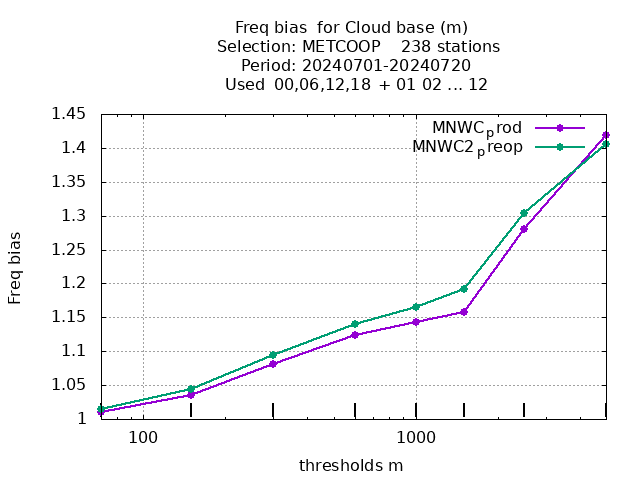 Freq bias for Cloud base (m)
Selection: METCOOP 238 stations
Period: 20240701-20240720
Used 00,06,12,18 + 01 02 ... 12
MNWC_prod
MNWC2_preop
Freq bias
1.45
1.4
1.35
1.3
1.25
1.2
1.15
1.1
1.05
1
100 1000
thresholds m